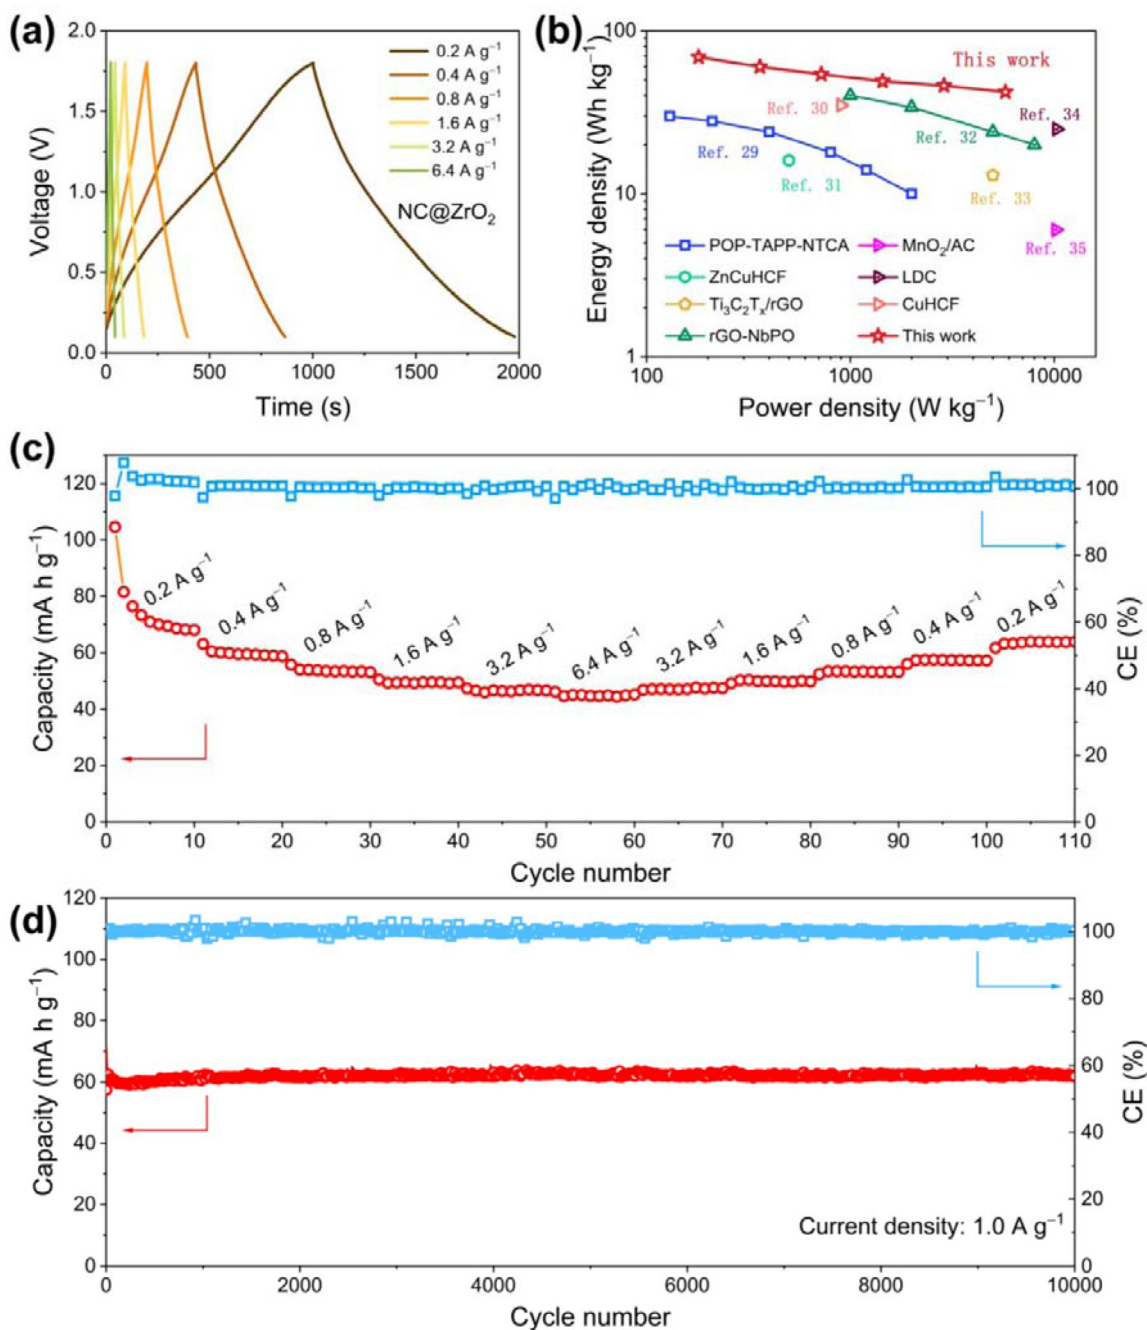 (a)
2.0
1.5
1.0
0.5
0.0
Voltage (V)
0
500
1000
1500
2000
Time (s)
0.2 A g⁻¹
0.4 A g⁻¹
0.8 A g⁻¹
1.6 A g⁻¹
3.2 A g⁻¹
6.4 A g⁻¹
NC@ZrO₂
(b)
100
10
1
Energy density (Wh kg⁻¹)
100
1000
10000
Power density (W kg⁻¹)
This work
Ref. 30
Ref. 34
Ref. 32
Ref. 29
Ref. 31
Ref. 33
Ref. 35
POP-TAPP-NTCA
ZnCuHCF
Ti₃C₂Tₓ/rGO
rGO-NbPO
MnO₂/AC
LDC
CuHCF
This work
(c)
120
100
80
60
40
20
0
Capacity (mA h g⁻¹)
0.2 A g⁻¹
0.4 A g⁻¹
0.8 A g⁻¹
1.6 A g⁻¹
3.2 A g⁻¹
6.4 A g⁻¹
3.2 A g⁻¹
1.6 A g⁻¹
0.8 A g⁻¹
0.4 A g⁻¹
0.2 A g⁻¹
100
80
60
40
20
0
CE (%)
0
10
20
30
40
50
60
70
80
90
100
110
Cycle number
(d)
120
100
80
60
40
20
0
Capacity (mA h g⁻¹)
100
80
60
40
20
0
CE (%)
Current density: 1.0 A g⁻¹
0
2000
4000
6000
8000
10000
Cycle number